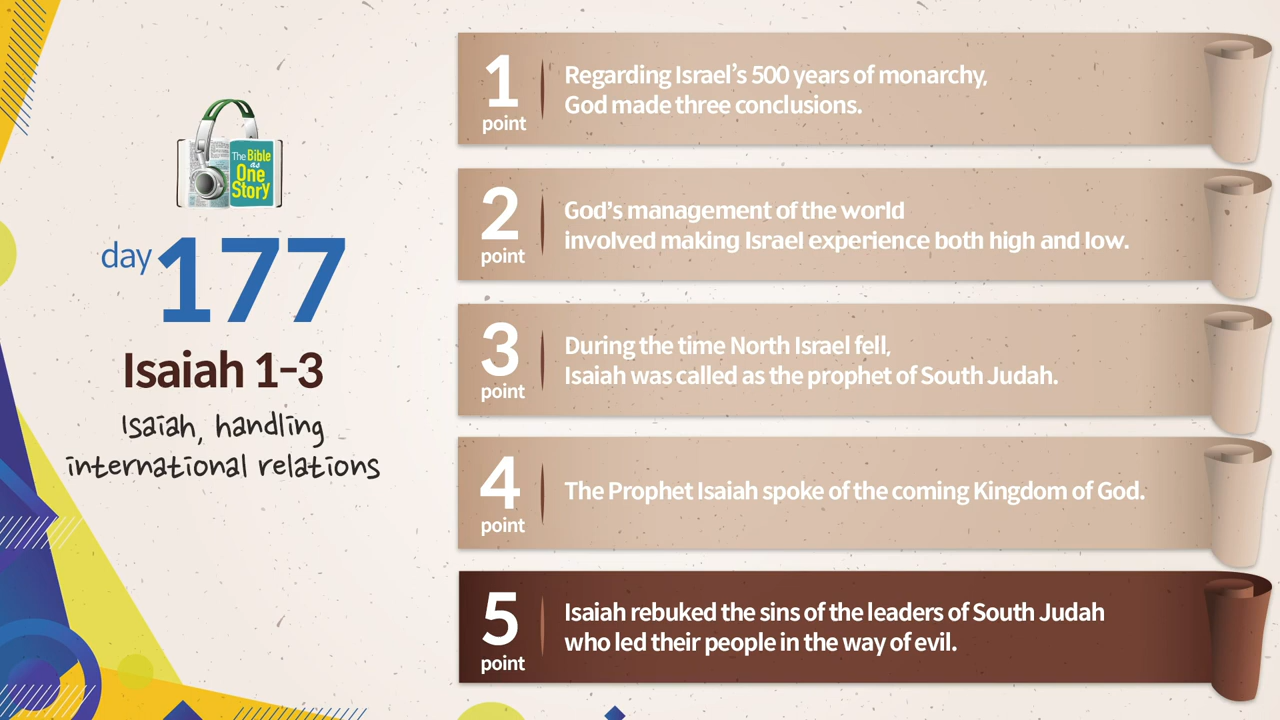 The Bible
as
One
Story
day 177
Isaiah 1-3
Isaiah, handling
international relations
1
point
Regarding Israel's 500 years of monarchy,
God made three conclusions.
2
point
God's management of the world
involved making Israel experience both high and low.
3
point
During the time North Israel fell,
Isaiah was called as the prophet of South Judah.
4
point
The Prophet Isaiah spoke of the coming Kingdom of God.
5
point
Isaiah rebuked the sins of the leaders of South Judah
who led their people in the way of evil.